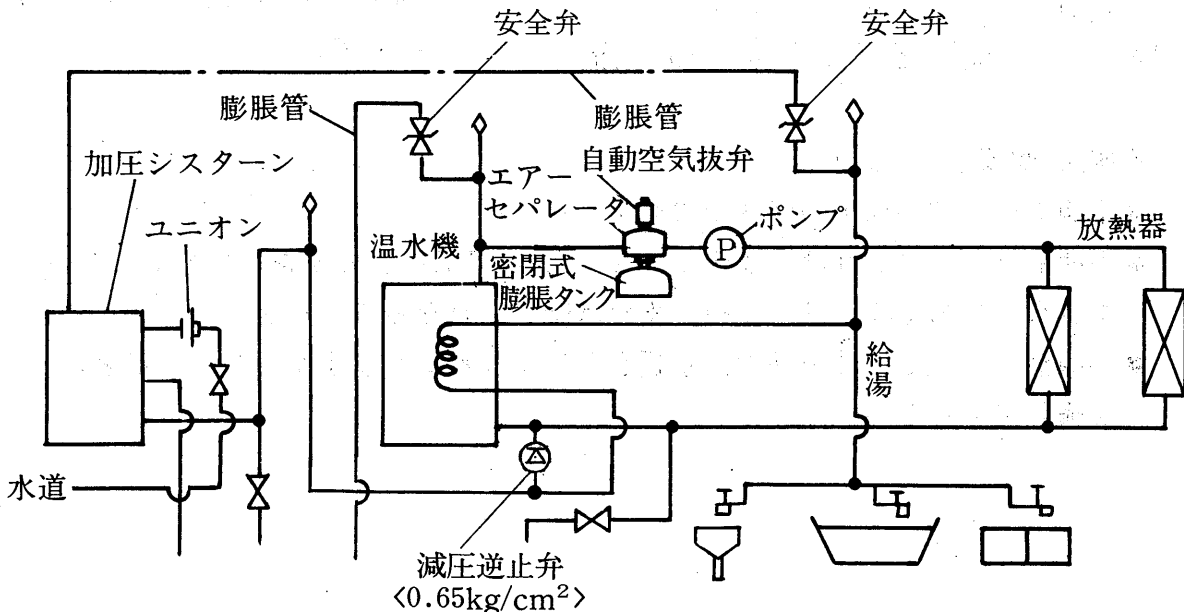 安全弁
安全弁
膨脹管
膨脹管
加圧シスターン
自動空気抜弁
エアー
セパレータ
ユニオン
ポンプ
P
放熱器
温水機
密閉式
膨脹タンク
給湯
水道
減圧逆止弁
<0.65kg/cm²>